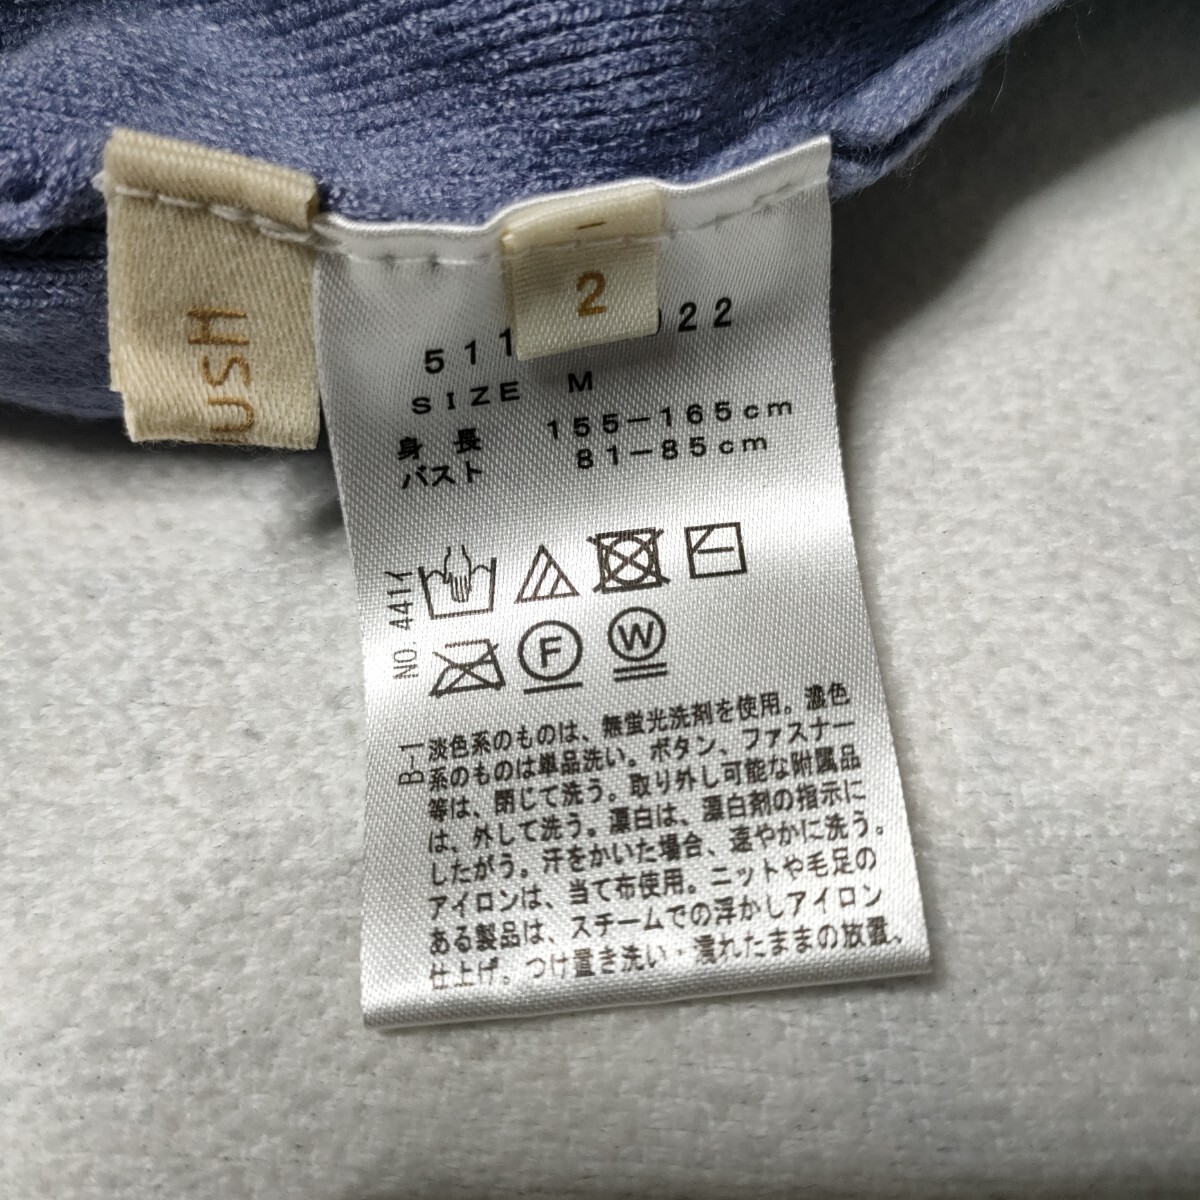 USH
2
511 022
SIZE M
身長 155-165cm
バスト 81-85cm
NO.441イ
F W
B-1
淡色系のものは、無蛍光洗剤を使用。濃色
系のものは単品洗い。ボタン、ファスナー
等は、閉じて洗う。取り外し可能な付属品
は、外して洗う。漂白は、漂白剤の指示に
したがう。汗をかいた場合、速やかに洗う。
アイロンは、当て布使用。ニットや毛足の
ある製品は、スチームでの浮かしアイロン
仕上げ。つけ置き洗い・濡れたままの放置、